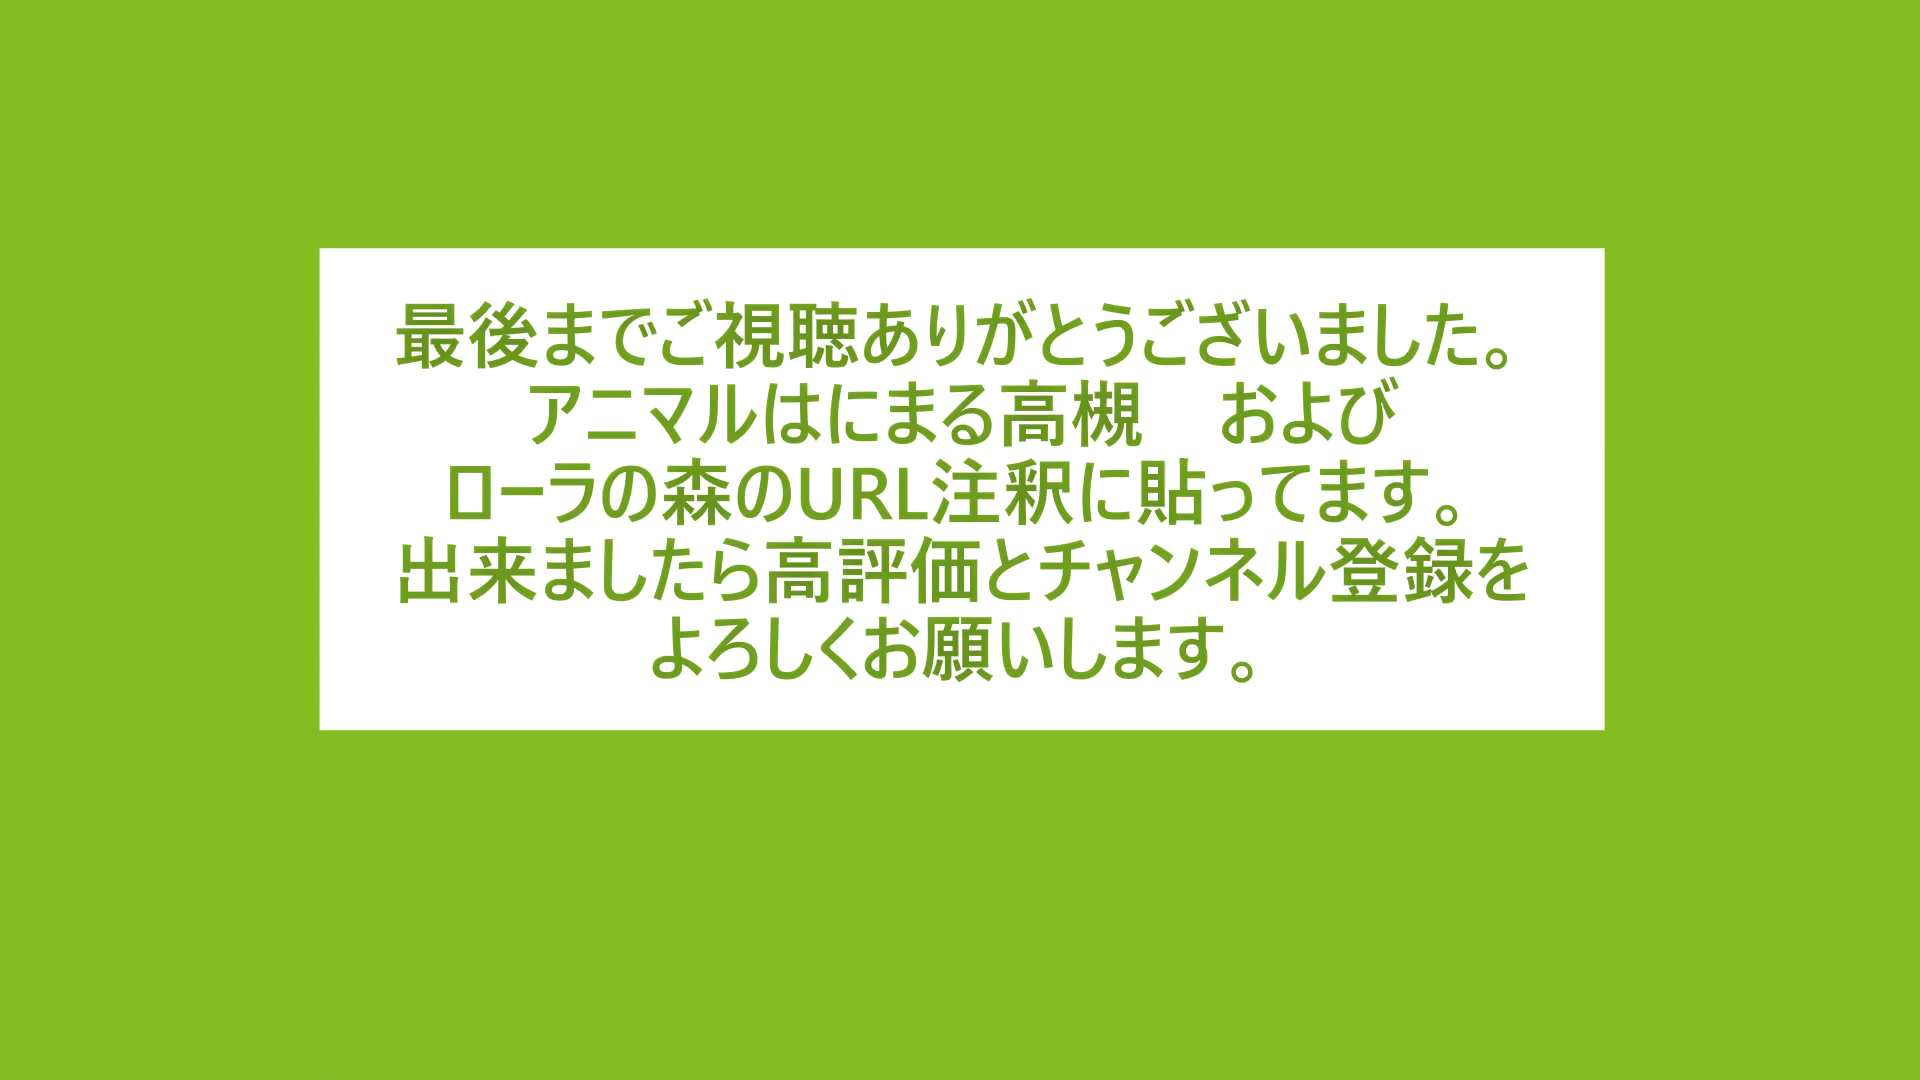 最後までご視聴ありがとうございました。
アニマルはにまる高槻　および
ローラの森のURL注釈に貼ってます。
出来ましたら高評価とチャンネル登録を
よろしくお願いします。